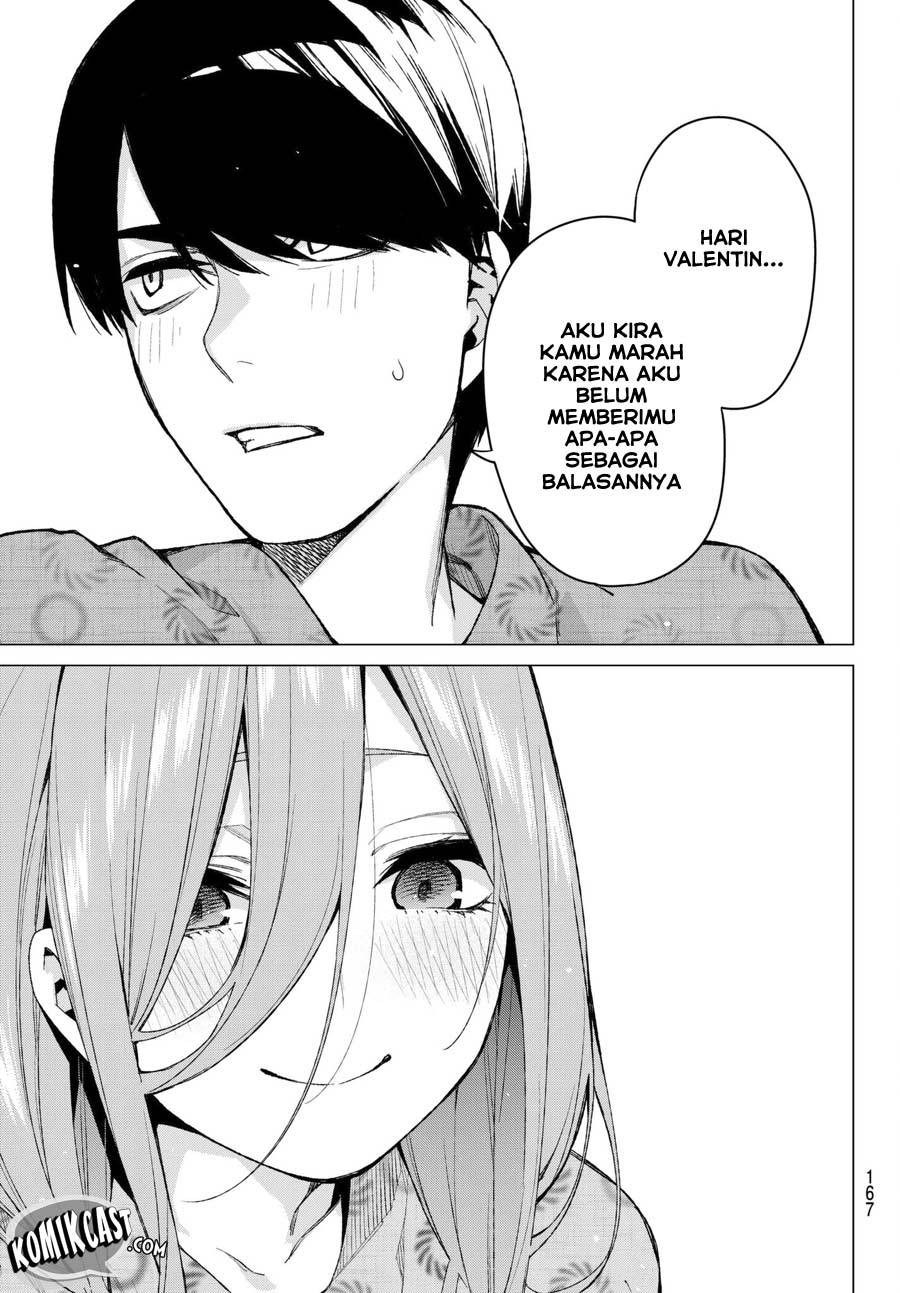 HARI
VALENTIN...
AKU KIRA
KAMU MARAH
KARENA AKU
BELUM
MEMBERIMU
APA-APA
SEBAGAI
BALASANNYA
167
KOMIKCAST.COM